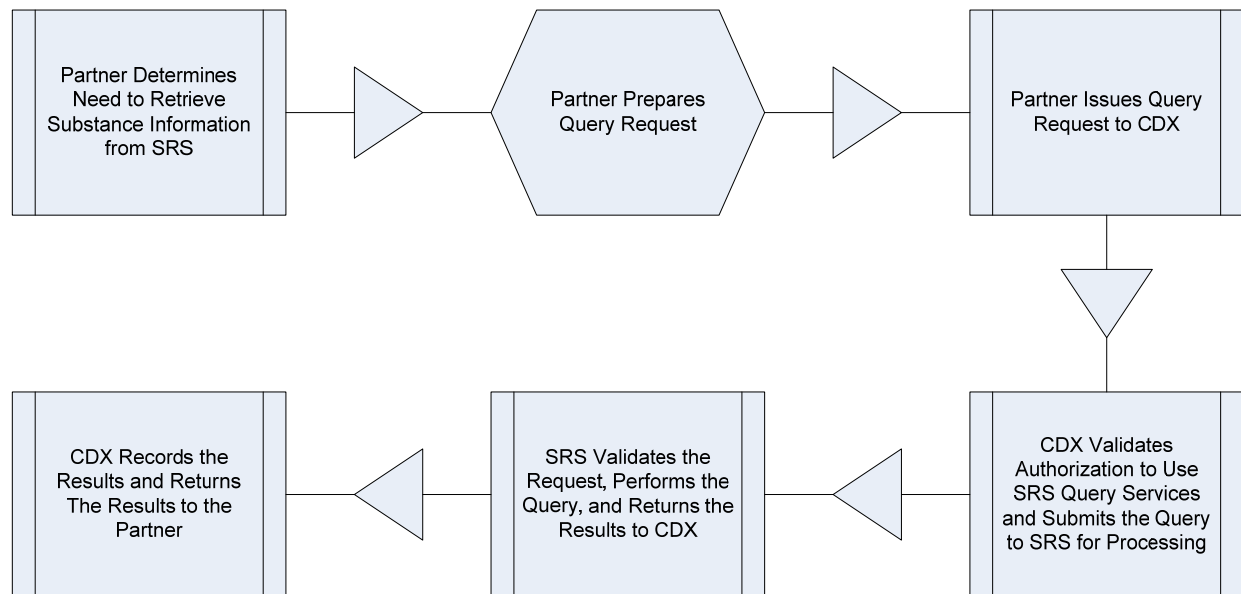 Partner Determines
Need to Retrieve
Substance Information
from SRS
Partner Prepares
Query Request
Partner Issues Query
Request to CDX
CDX Validates
Authorization to Use
SRS Query Services
and Submits the Query
to SRS for Processing
SRS Validates the
Request, Performs the
Query, and Returns the
Results to CDX
CDX Records the
Results and Returns
The Results to the
Partner